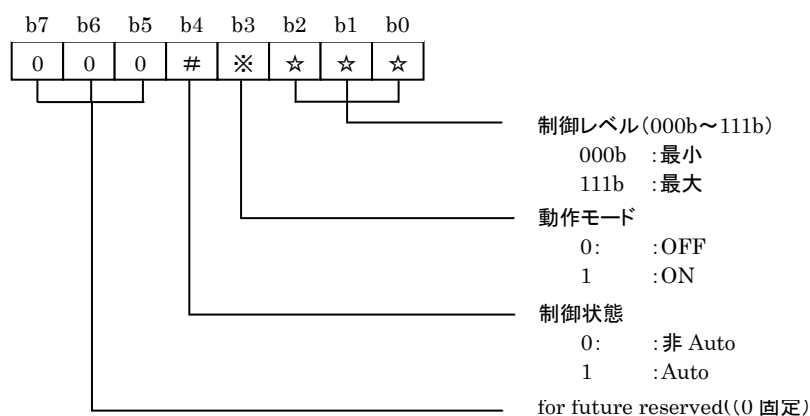 b7 b6 b5 b4 b3 b2 b1 b0
0 0 0 # ※ ☆ ☆ ☆
制御レベル(000b~111b)
000b :最小
111b :最大
動作モード
0: :OFF
1 :ON
制御状態
0: :非 Auto
1 :Auto
for future reserved((0 固定)